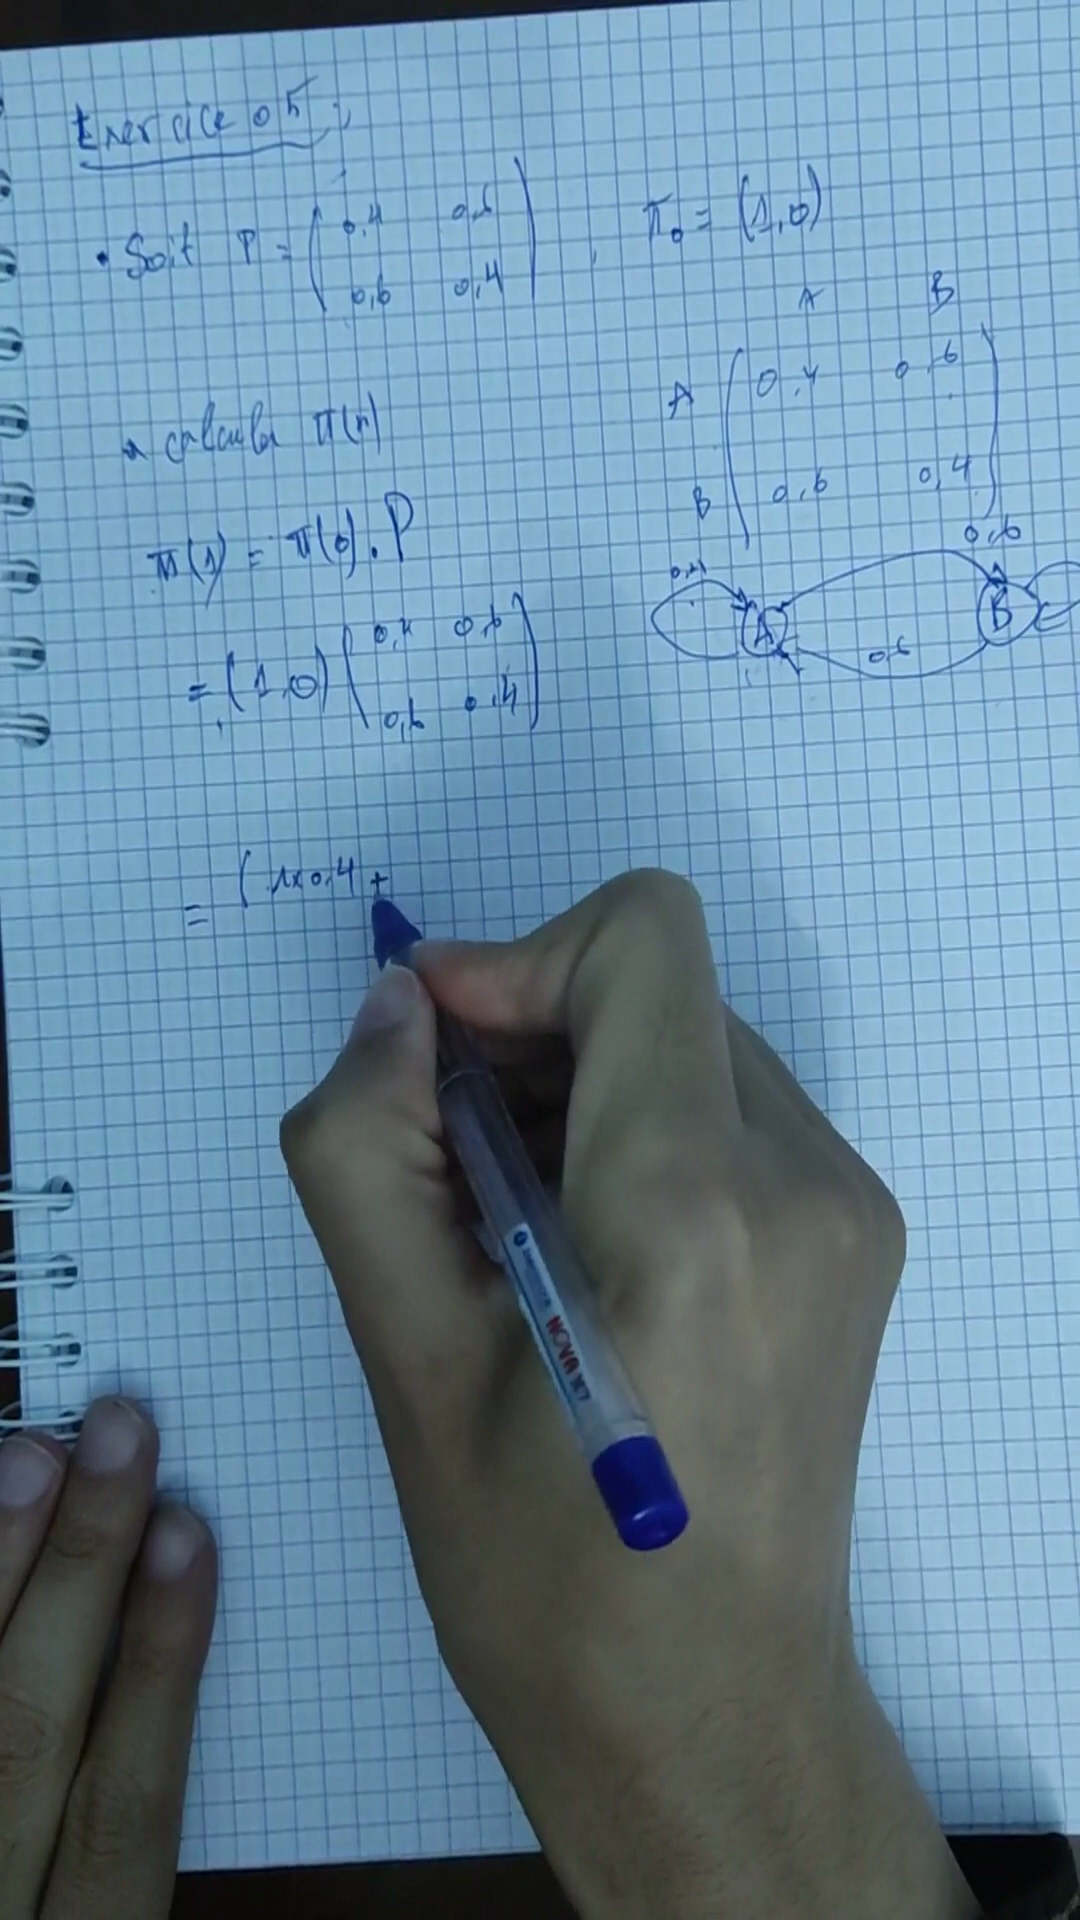 Exercice 05 :
• Soit P = ( 0,4 0,6
0,6 0,4 ) , π₀ = (1,0)
A B
A ( 0,4 0,6
B 0,6 0,4 )
calculer π(n)
π(1) = π(0) . P
= (1,0) ( 0,4 0,6
0,6 0,4 )
0,4 A 0,6 B
0,6
= ( 1×0,4 +
NOVA X7